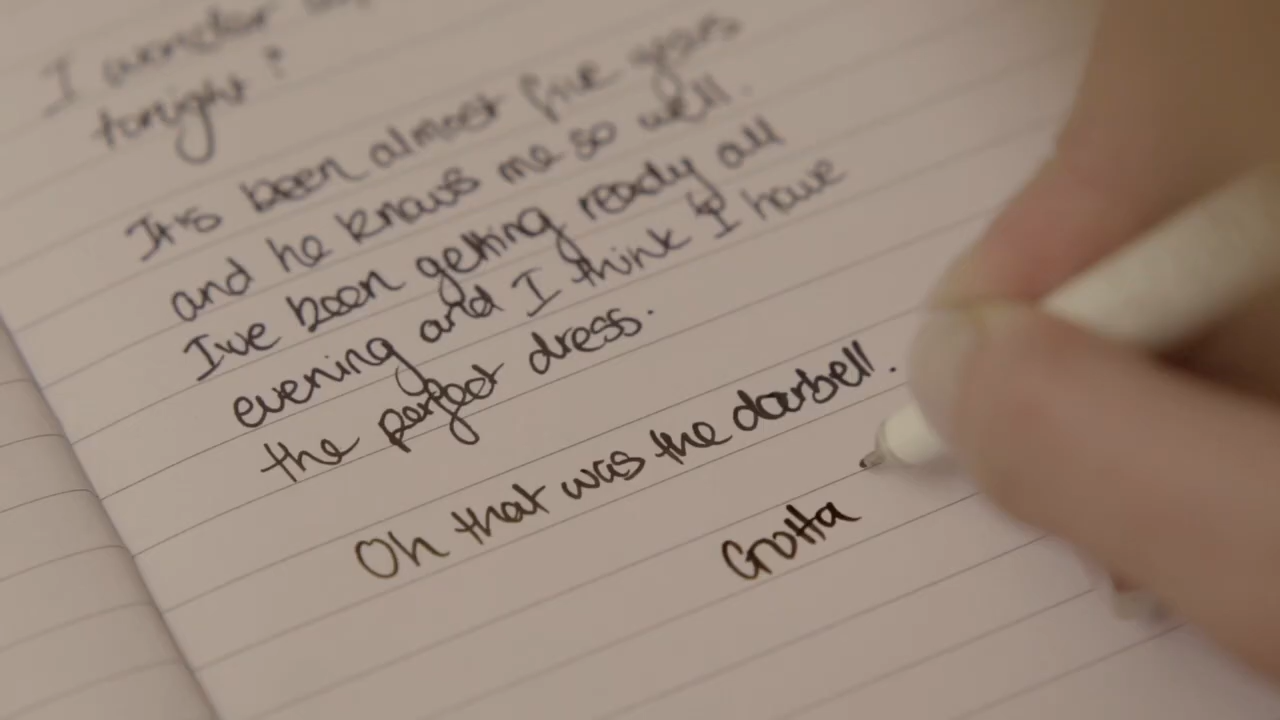 I wonder
tonight?
It's been almost five years
and he knows me so well.
I've been getting ready all
evening and I think I have
the perfect dress.
Oh that was the doorbell.
Gotta